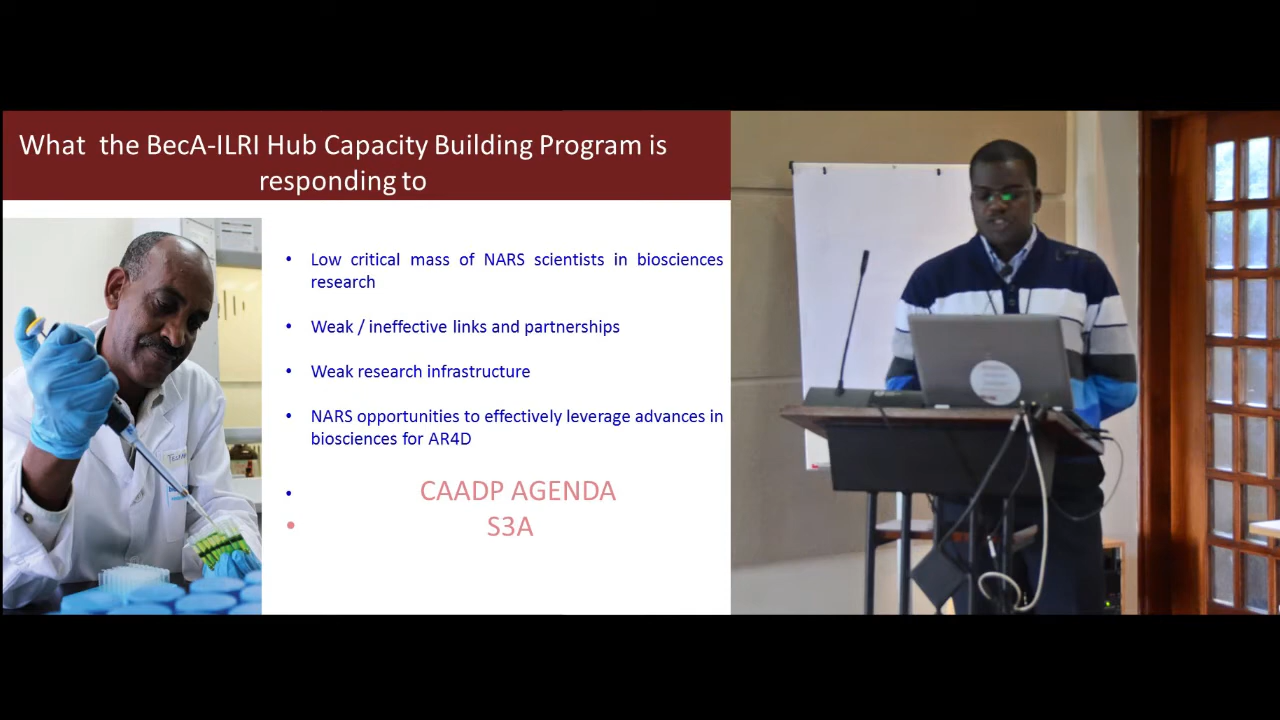 What the BecA-ILRI Hub Capacity Building Program is
responding to
• Low critical mass of NARS scientists in biosciences
research
• Weak / ineffective links and partnerships
• Weak research infrastructure
• NARS opportunities to effectively leverage advances in
biosciences for AR4D
• CAADP AGENDA
• S3A